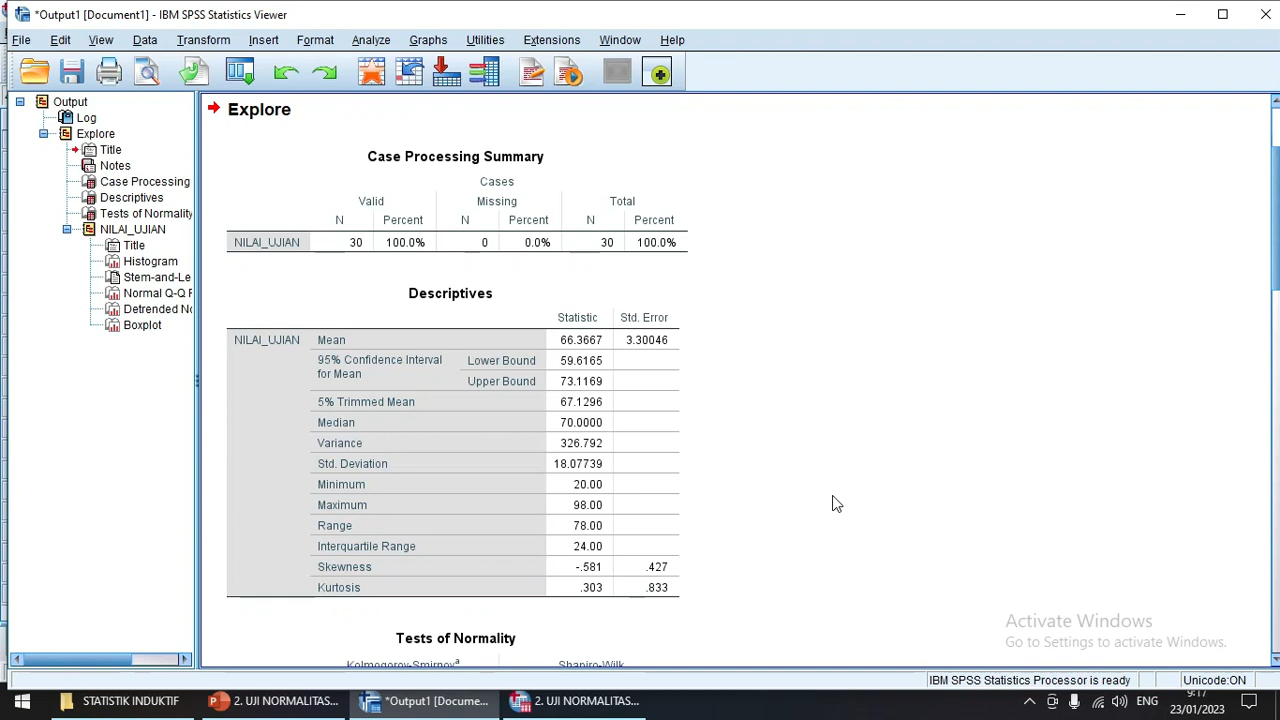 *Output1 [Document1] - IBM SPSS Statistics Viewer
File Edit View Data Transform Insert Format Analyze Graphs Utilities Extensions Window Help
Output
Log
Explore
Title
Notes
Case Processing
Descriptives
Tests of Normality
NILAI_UJIAN
Title
Histogram
Stem-and-Le
Normal Q-Q
Detrended No
Boxplot
Explore
Case Processing Summary
Cases
Valid Missing Total
N Percent N Percent N Percent
NILAI_UJIAN 30 100.0% 0 0.0% 30 100.0%
Descriptives
Statistic Std. Error
NILAI_UJIAN Mean 66.3667 3.30046
95% Confidence Interval for Mean Lower Bound 59.6165
Upper Bound 73.1169
5% Trimmed Mean 67.1296
Median 70.0000
Variance 326.792
Std. Deviation 18.07739
Minimum 20.00
Maximum 98.00
Range 78.00
Interquartile Range 24.00
Skewness -.581 .427
Kurtosis .303 .833
Tests of Normality
Kolmogorov-Smirnov a Shapiro-Wilk
Activate Windows
Go to Settings to activate Windows.
IBM SPSS Statistics Processor is ready Unicode:ON
STATISTIK INDUKTIF 2. UJI NORMALITAS... *Output1 [Docume... 2. UJI NORMALITAS... ENG 9:17
23/01/2023